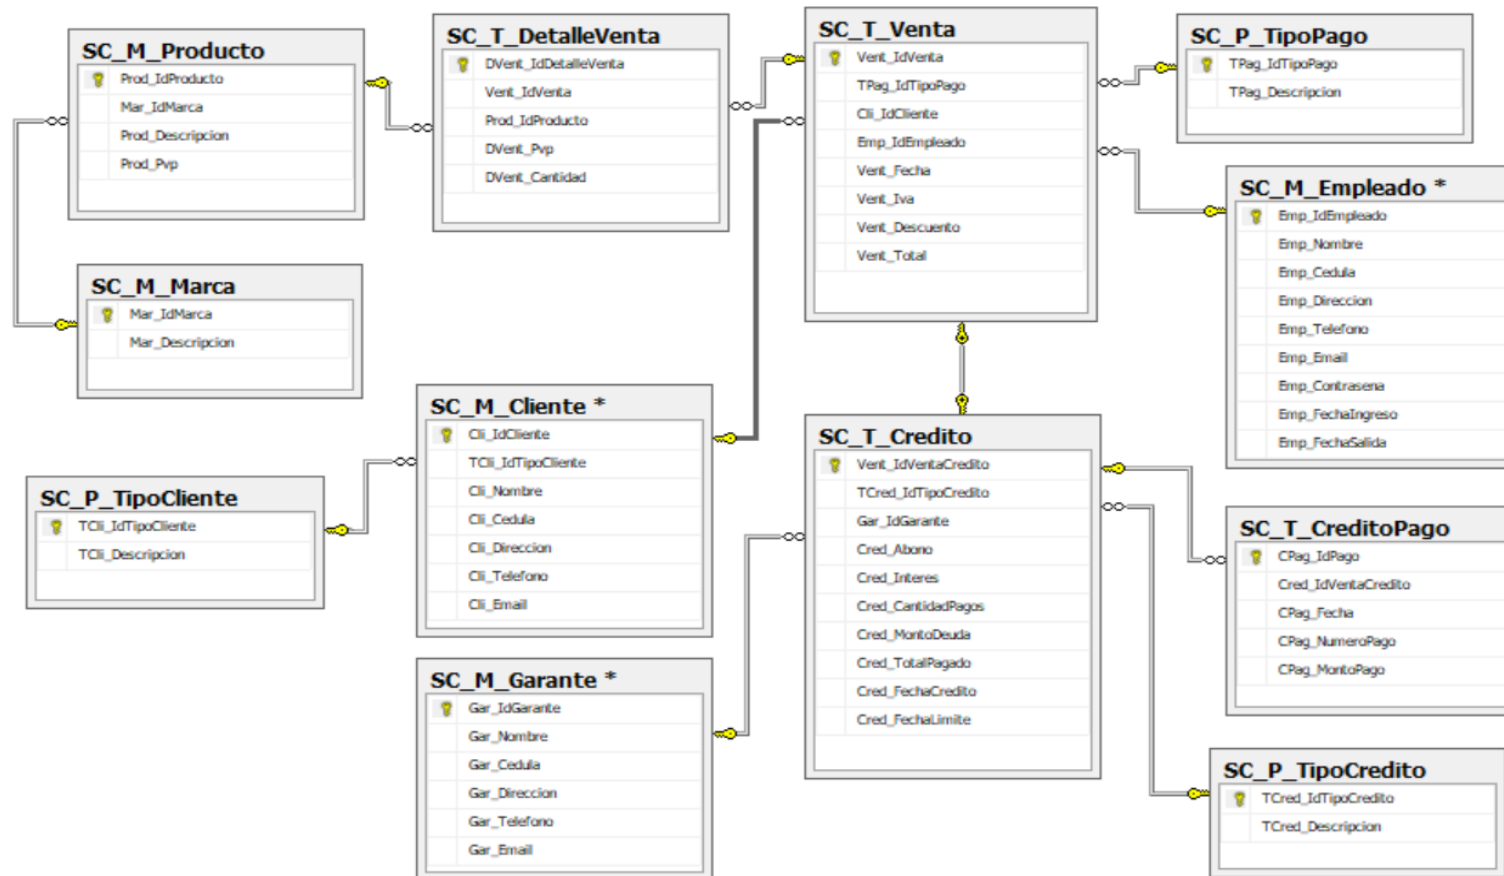 SC_M_Producto
Prod_IdProducto
Mar_IdMarca
Prod_Descripcion
Prod_Pvp
SC_T_DetalleVenta
DVent_IdDetalleVenta
Vent_IdVenta
Prod_IdProducto
DVent_Pvp
DVent_Cantidad
SC_T_Venta
Vent_IdVenta
TPag_IdTipoPago
Cli_IdCliente
Emp_IdEmpleado
Vent_Fecha
Vent_Iva
Vent_Descuento
Vent_Total
SC_P_TipoPago
TPag_IdTipoPago
TPag_Descripcion
SC_M_Empleado *
Emp_IdEmpleado
Emp_Nombre
Emp_Cedula
Emp_Direccion
Emp_Telefono
Emp_Email
Emp_Contrasena
Emp_FechaIngreso
Emp_FechaSalida
SC_M_Marca
Mar_IdMarca
Mar_Descripcion
SC_M_Cliente *
Cli_IdCliente
TCli_IdTipoCliente
Cli_Nombre
Cli_Cedula
Cli_Direccion
Cli_Telefono
Cli_Email
SC_P_TipoCliente
TCli_IdTipoCliente
TCli_Descripcion
SC_T_Credito
Vent_IdVentaCredito
TCred_IdTipoCredito
Gar_IdGarante
Cred_Abono
Cred_Interes
Cred_CantidadPagos
Cred_MontoDeuda
Cred_TotalPagado
Cred_FechaCredito
Cred_FechaLimite
SC_T_CreditoPago
CPag_IdPago
Cred_IdVentaCredito
CPag_Fecha
CPag_NumeroPago
CPag_MontoPago
SC_M_Garante *
Gar_IdGarante
Gar_Nombre
Gar_Cedula
Gar_Direccion
Gar_Telefono
Gar_Email
SC_P_TipoCredito
TCred_IdTipoCredito
TCred_Descripcion